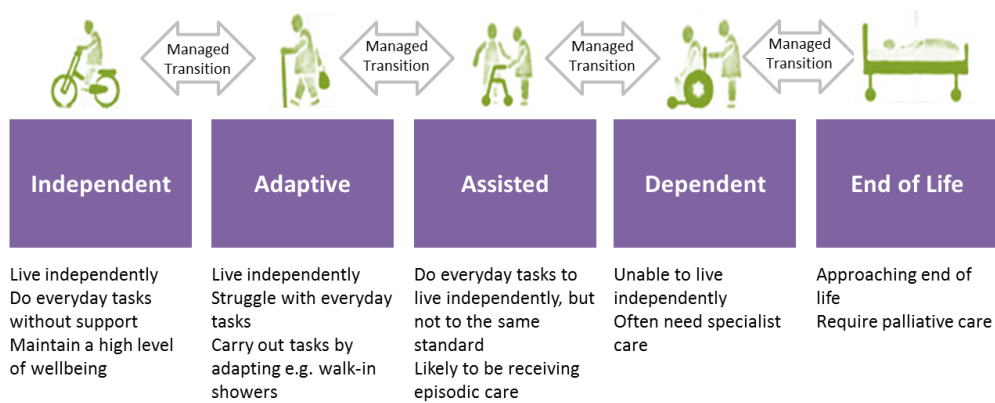 Managed
Transition
Managed
Transition
Managed
Transition
Managed
Transition
Independent
Adaptive
Assisted
Dependent
End of Life
Live independently
Do everyday tasks
without support
Maintain a high level
of wellbeing
Live independently
Struggle with everyday
tasks
Carry out tasks by
adapting e.g. walk-in
showers
Do everyday tasks to
live independently, but
not to the same
standard
Likely to be receiving
episodic care
Unable to live
independently
Often need specialist
care
Approaching end of
life
Require palliative care